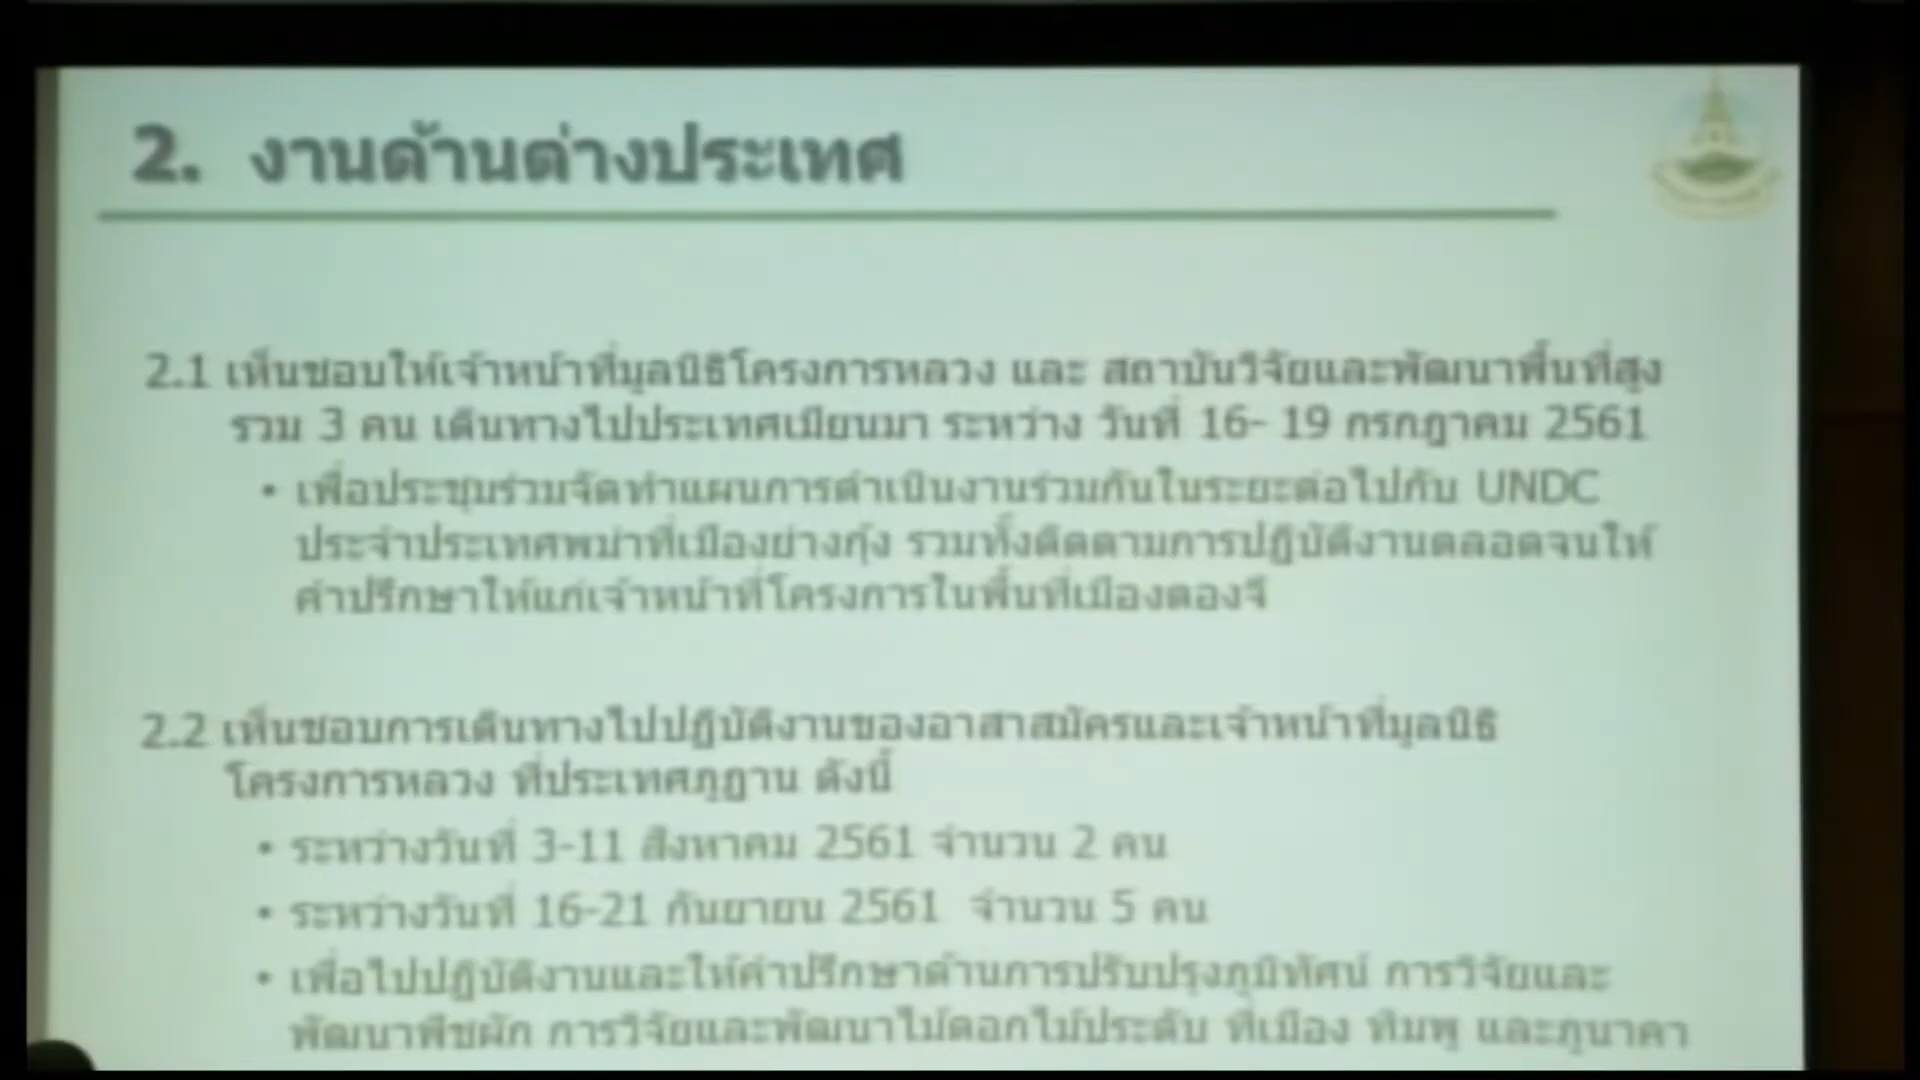 2. งานด้านต่างประเทศ
2.1 เห็นชอบให้เจ้าหน้าที่มูลนิธิโครงการหลวง และ สถาบันวิจัยและพัฒนาพื้นที่สูง
รวม 3 คน เดินทางไปประเทศเมียนมา ระหว่าง วันที่ 16- 19 กรกฎาคม 2561
• เพื่อประชุมร่วมจัดทำแผนการดำเนินงานร่วมกันในระยะต่อไปกับ UNDC
ประจำประเทศพม่าที่เมืองย่างกุ้ง รวมทั้งติดตามการปฏิบัติงานตลอดจนให้
คำปรึกษาให้แก่เจ้าหน้าที่โครงการในพื้นที่เมืองตองจี
2.2 เห็นชอบการเดินทางไปปฏิบัติงานของอาสาสมัครและเจ้าหน้าที่มูลนิธิ
โครงการหลวง ที่ประเทศภูฏาน ดังนี้
• ระหว่างวันที่ 3-11 สิงหาคม 2561 จำนวน 2 คน
• ระหว่างวันที่ 16-21 กันยายน 2561 จำนวน 5 คน
• เพื่อไปปฏิบัติงานและให้คำปรึกษาด้านการปรับปรุงภูมิทัศน์ การวิจัยและ
พัฒนาพืชผัก การวิจัยและพัฒนาไม้ดอกไม้ประดับ ที่เมือง ทิมพู และภูนาคา